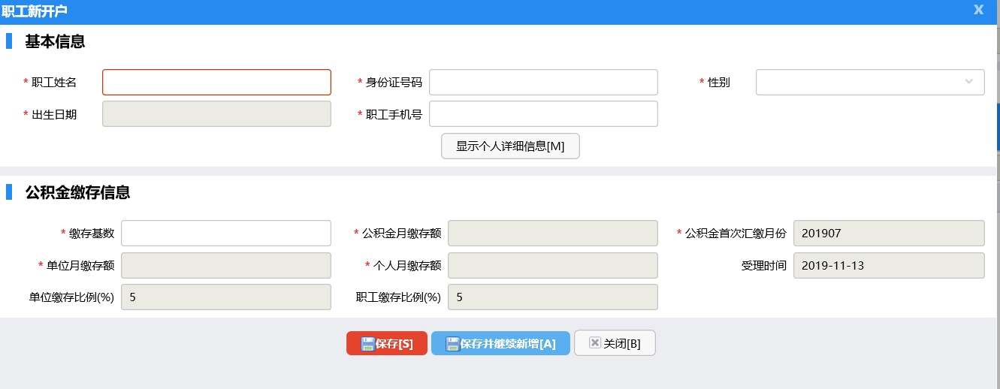 职工新开户 X
基本信息
* 职工姓名 * 身份证号码 * 性别
* 出生日期 * 职工手机号
显示个人详细信息[M]
公积金缴存信息
* 缴存基数 * 公积金月缴存额 * 公积金首次汇缴月份 201907
* 单位月缴存额 * 个人月缴存额 受理时间 2019-11-13
单位缴存比例(%) 5 职工缴存比例(%) 5
保存[S] 保存并继续新增[A] 关闭[B]